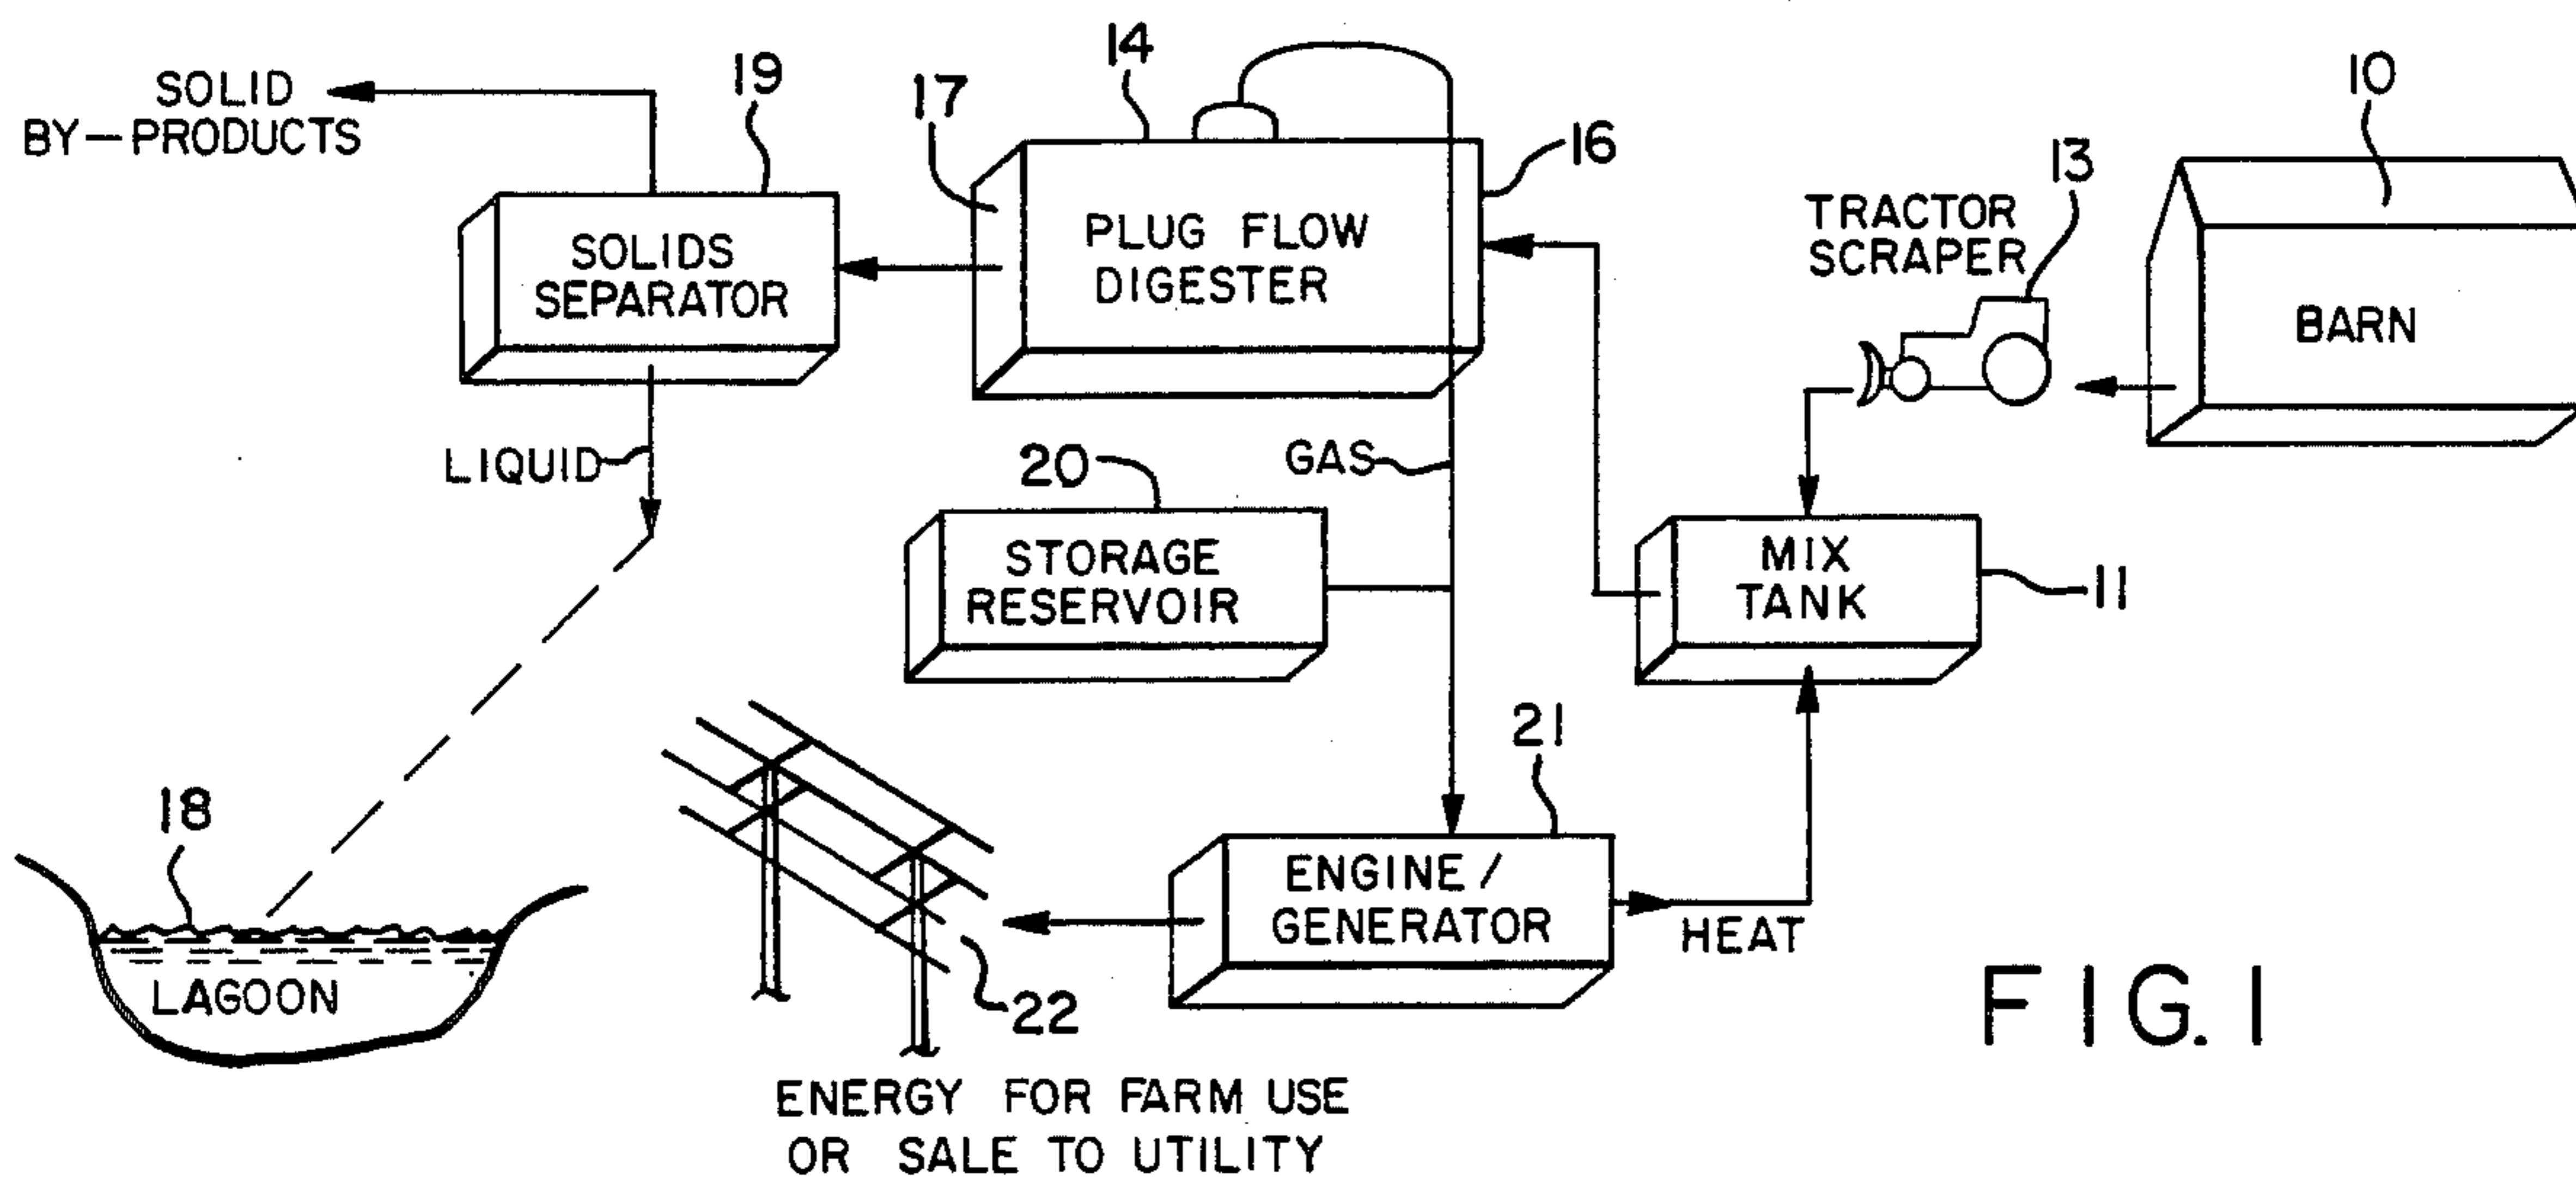 14
10
19
17
SOLID
BY—PRODUCTS
16
13
TRACTOR
SCRAPER
PLUG FLOW
DIGESTER
SOLIDS
SEPARATOR
BARN
LIQUID
20
GAS
STORAGE
RESERVOIR
MIX
TANK
11
21
18
ENGINE /
GENERATOR
HEAT
LAGOON
22
FIG. 1
ENERGY FOR FARM USE
OR SALE TO UTILITY